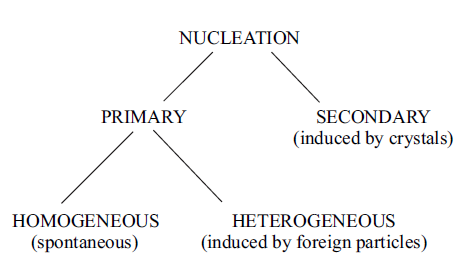 NUCLEATION
PRIMARY
SECONDARY
(induced by crystals)
HOMOGENEOUS
(spontaneous)
HETEROGENEOUS
(induced by foreign particles)